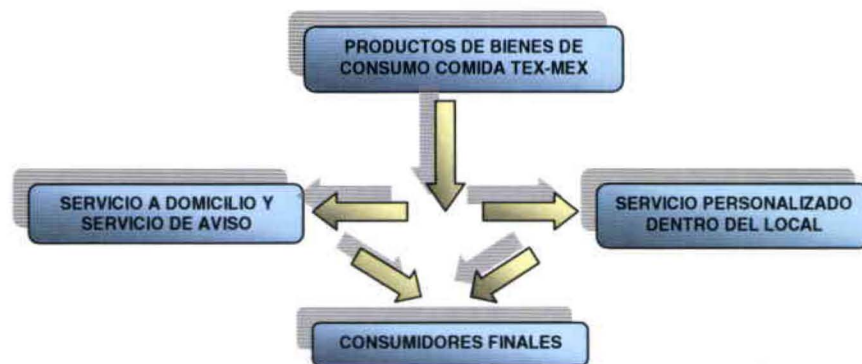 PRODUCTOS DE BIENES DE
CONSUMO COMIDA TEX-MEX
SERVICIO A DOMICILIO Y
SERVICIO DE AVISO
SERVICIO PERSONALIZADO
DENTRO DEL LOCAL
CONSUMIDORES FINALES